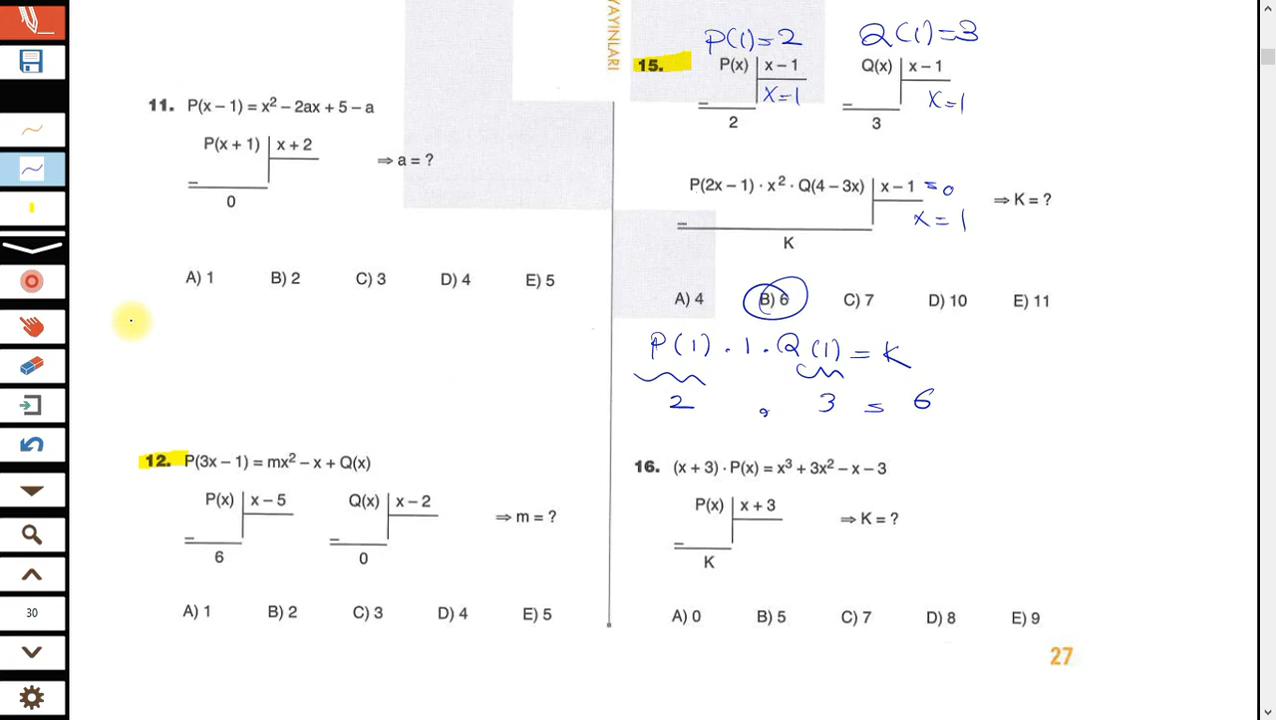 YAYINLARI
11. P(x – 1) = x² – 2ax + 5 – a
P(x + 1) | x + 2
⇒ a = ?
0
A) 1 B) 2 C) 3 D) 4 E) 5
12. P(3x – 1) = mx² – x + Q(x)
P(x) | x – 5 Q(x) | x – 2
⇒ m = ?
6 0
A) 1 B) 2 C) 3 D) 4 E) 5
P(1) = 2 Q(1) = 3
15. P(x) | x – 1 Q(x) | x – 1
x = 1 x = 1
2 3
P(2x – 1) · x² · Q(4 – 3x) | x – 1 = 0
x = 1 ⇒ K = ?
K
A) 4 B) 6 C) 7 D) 10 E) 11
P(1) . 1 . Q(1) = K
2 . 3 = 6
16. (x + 3) · P(x) = x³ + 3x² – x – 3
P(x) | x + 3
⇒ K = ?
K
A) 0 B) 5 C) 7 D) 8 E) 9
27
30